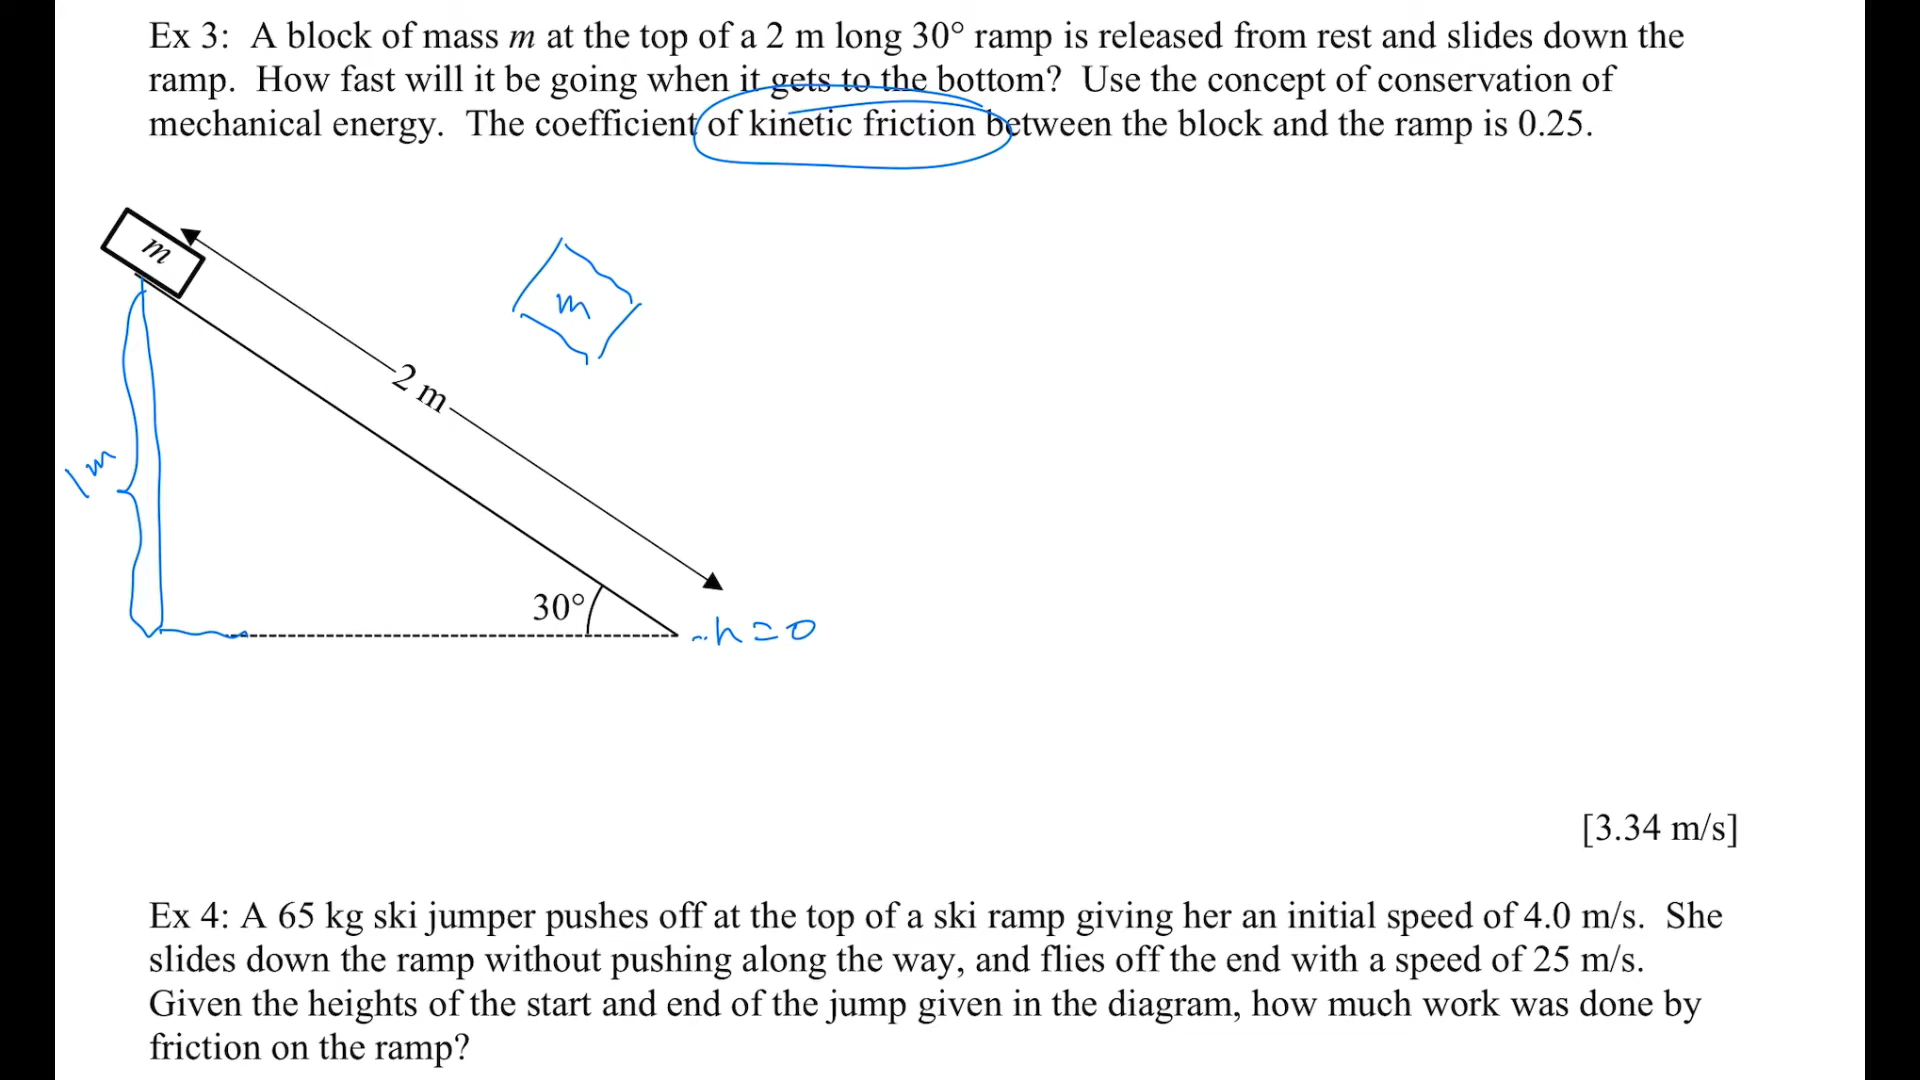 Ex 3: A block of mass m at the top of a 2 m long 30° ramp is released from rest and slides down the
ramp. How fast will it be going when it gets to the bottom? Use the concept of conservation of
mechanical energy. The coefficient of kinetic friction between the block and the ramp is 0.25.
m
m
2 m
1m
30°
h=0
[3.34 m/s]
Ex 4: A 65 kg ski jumper pushes off at the top of a ski ramp giving her an initial speed of 4.0 m/s. She
slides down the ramp without pushing along the way, and flies off the end with a speed of 25 m/s.
Given the heights of the start and end of the jump given in the diagram, how much work was done by
friction on the ramp?